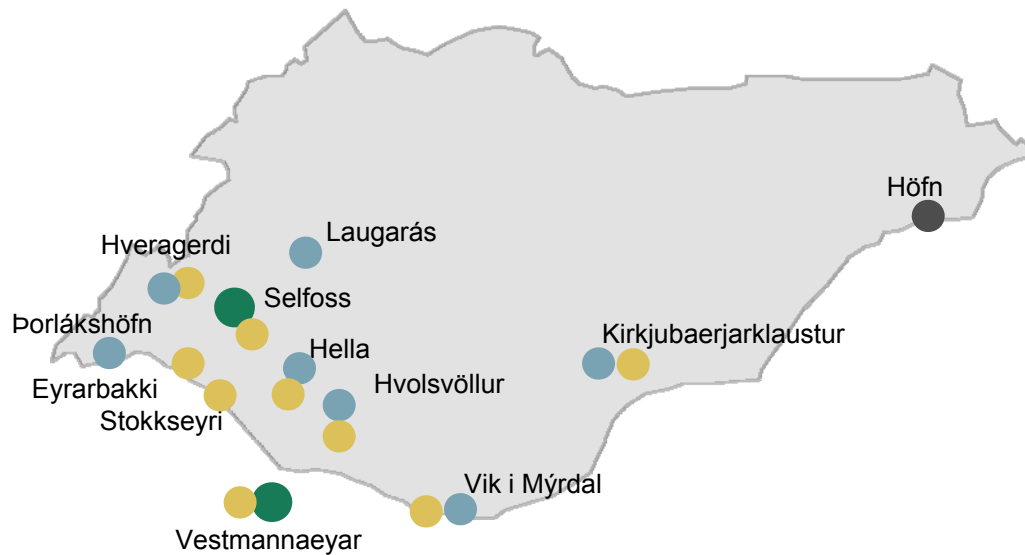 Höfn
Laugarás
Hveragerdi
Selfoss
Þorlákshöfn
Kirkjubaerjarklaustur
Hella
Eyrarbakki
Hvolsvöllur
Stokkseyri
Vik i Mýrdal
Vestmannaeyar